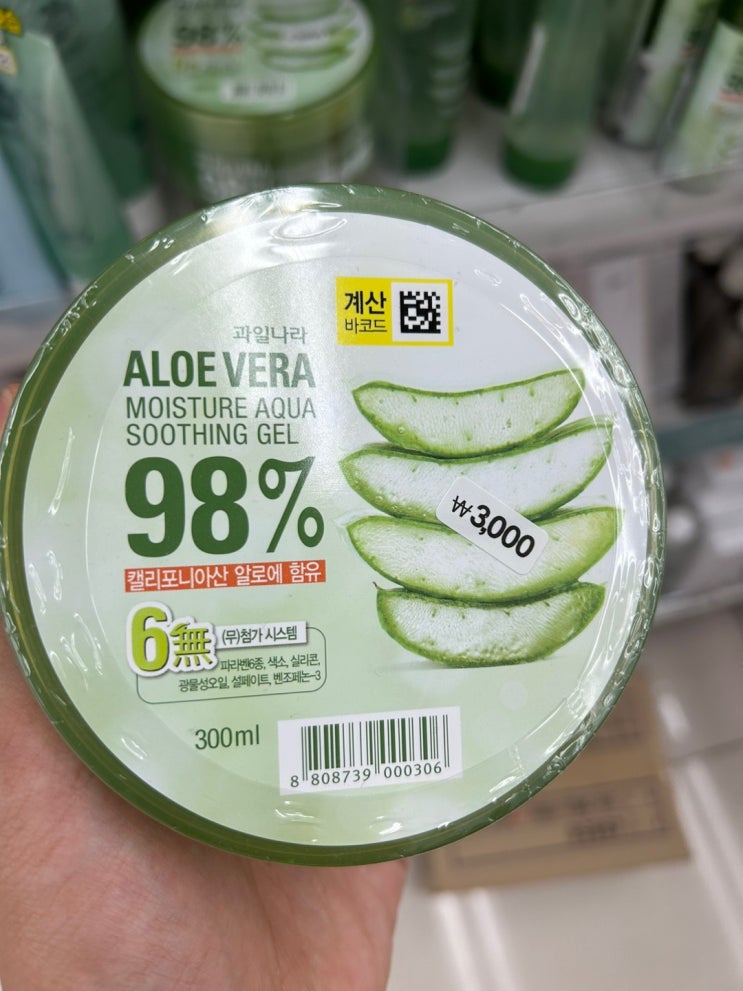 계산
바코드
과일나라
ALOE VERA
MOISTURE AQUA
SOOTHING GEL
98%
캘리포니아산 알로에 함유
₩3,000
6無 (무)첨가 시스템
파라벤6종, 색소, 실리콘,
광물성오일, 설페이트, 벤조페논-3
300ml
8 808739 000306
98%